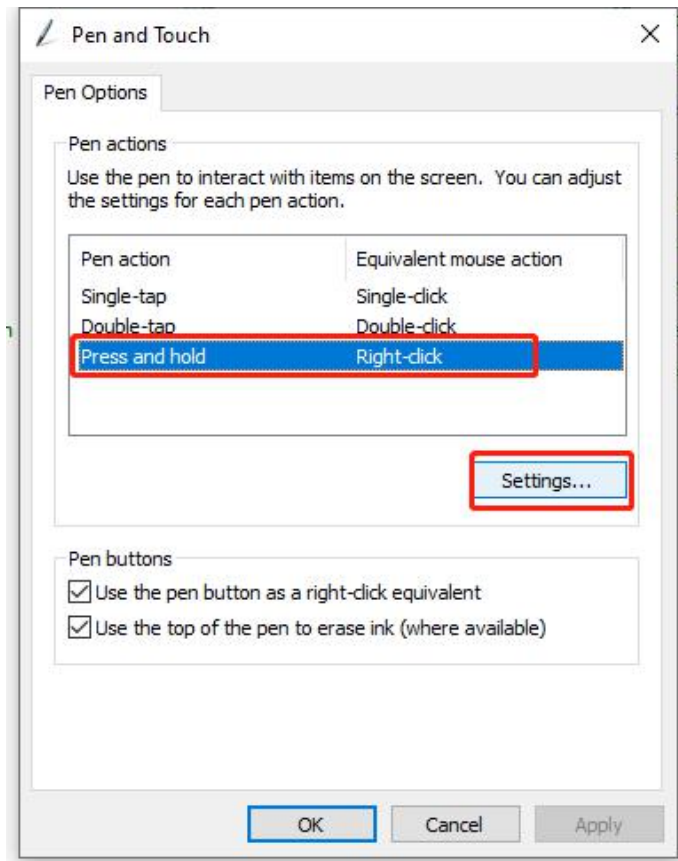 Pen and Touch
Pen Options
Pen actions
Use the pen to interact with items on the screen.  You can adjust
the settings for each pen action.
Pen action Equivalent mouse action
Single-tap Single-click
Double-tap Double-click
Press and hold Right-click
Settings...
Pen buttons
Use the pen button as a right-click equivalent
Use the top of the pen to erase ink (where available)
OK Cancel Apply